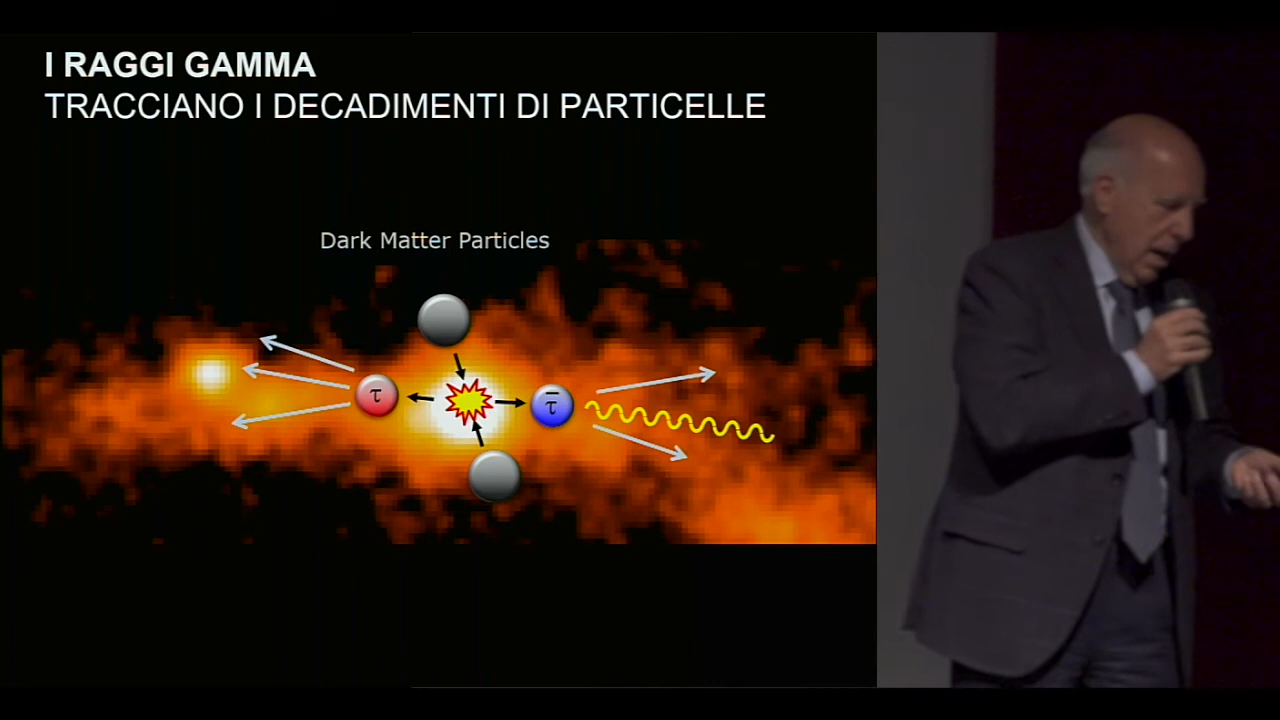 I RAGGI GAMMA
TRACCIANO I DECADIMENTI DI PARTICELLE
Dark Matter Particles
τ
τ̄